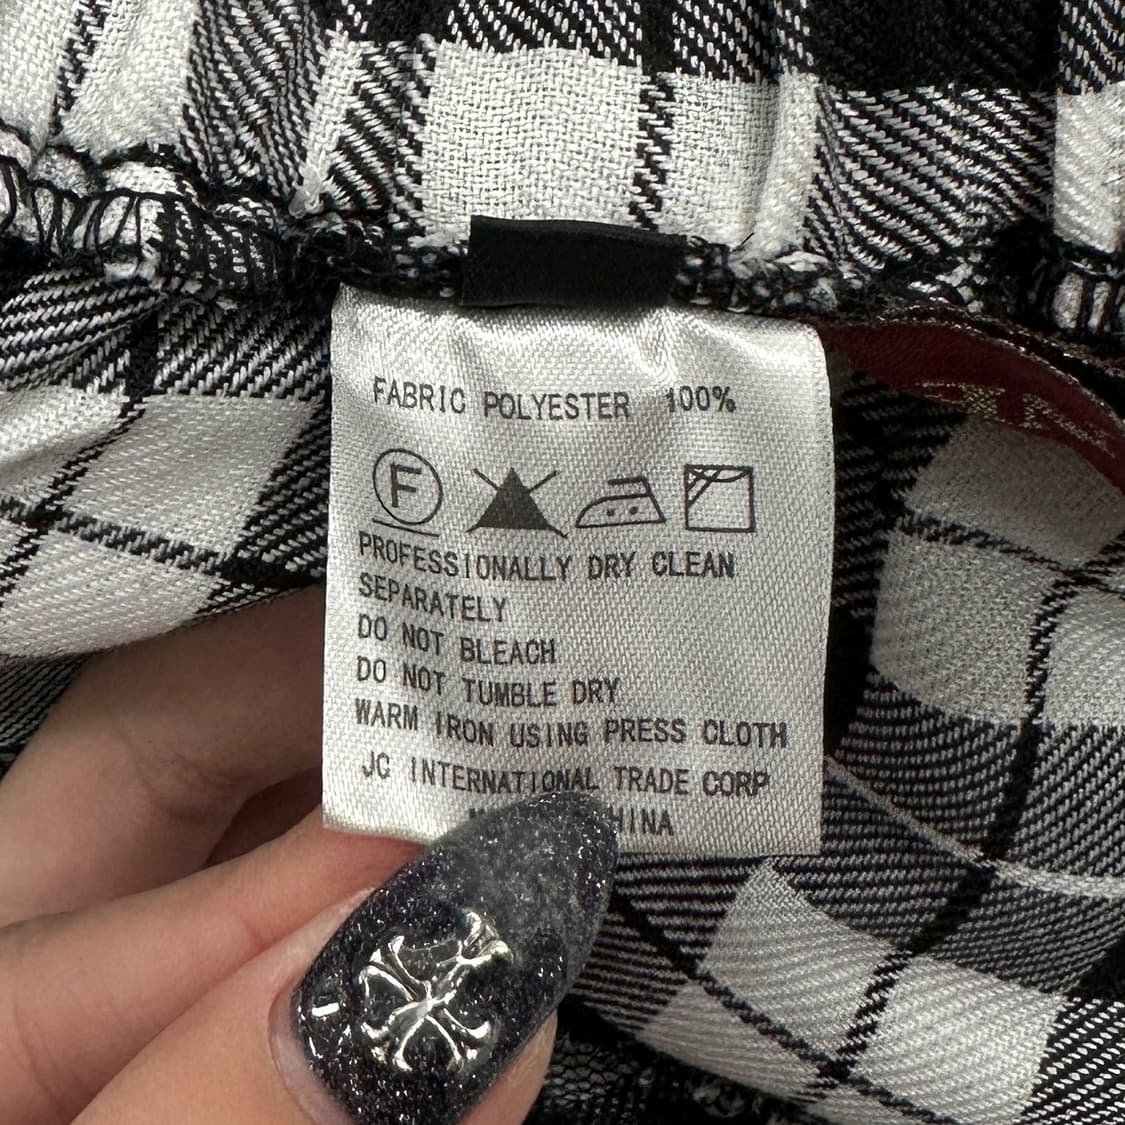 FABRIC POLYESTER 100%
F
PROFESSIONALLY DRY CLEAN
SEPARATELY
DO NOT BLEACH
DO NOT TUMBLE DRY
WARM IRON USING PRESS CLOTH
JC INTERNATIONAL TRADE CORP